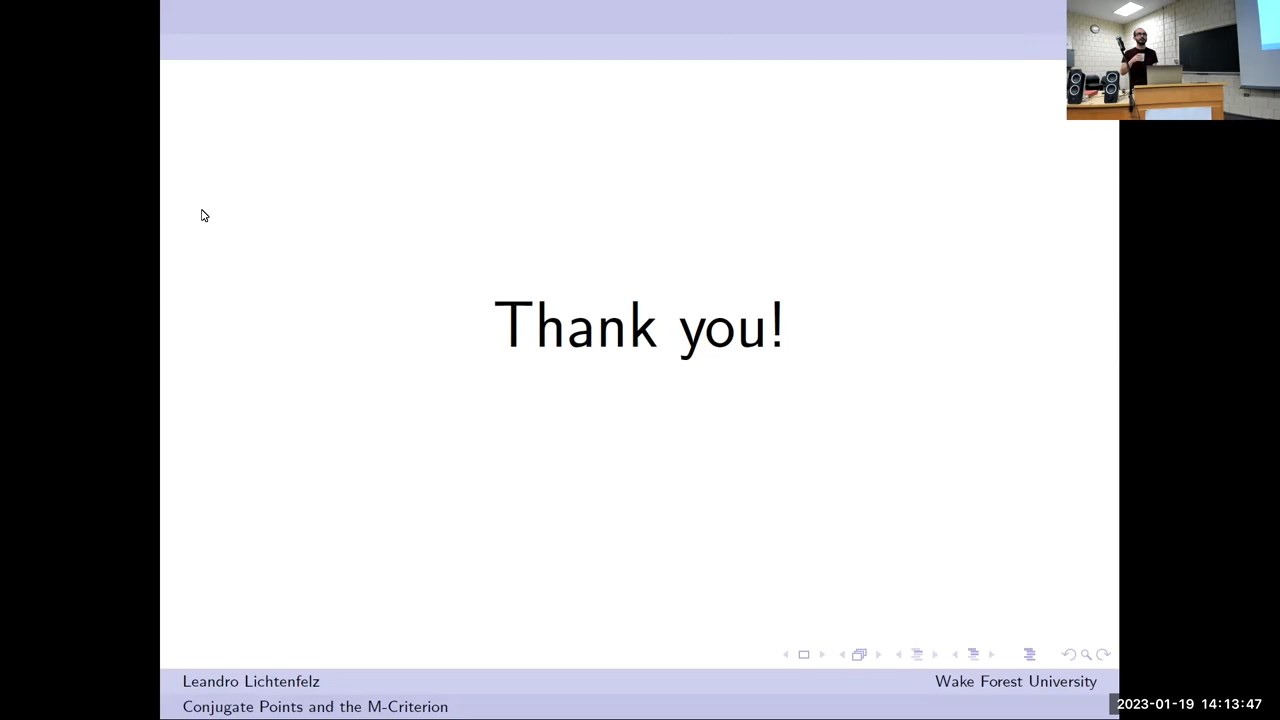 Thank you!
Leandro Lichtenfelz
Wake Forest University
Conjugate Points and the M-Criterion
2023-01-19 14:13:47